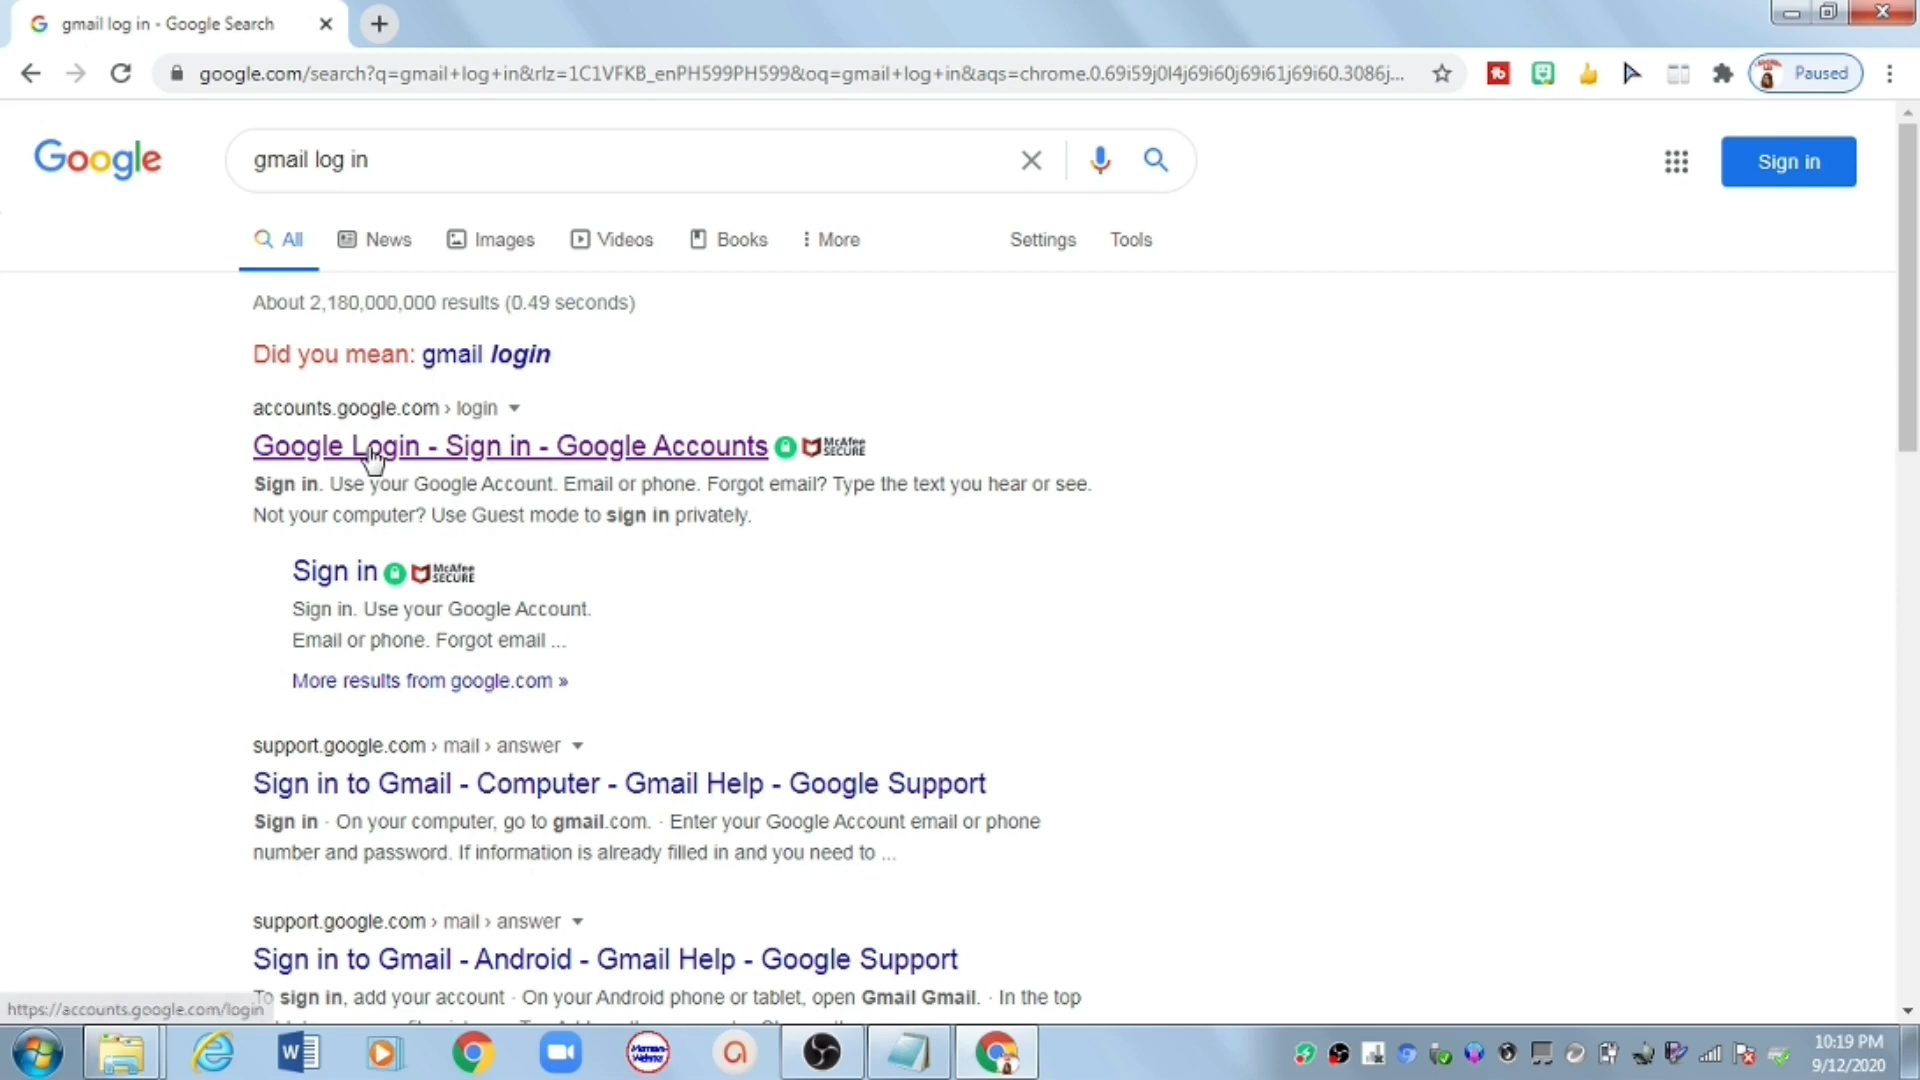 gmail log in - Google Search
google.com/search?q=gmail+log+in&rlz=1C1VFKB_enPH599PH599&oq=gmail+log+in&aqs=chrome.0.69i59j0l4j69i60j69i61j69i60.3086j...
Paused
Google
gmail log in
Sign in
All
News
Images
Videos
Books
More
Settings
Tools
About 2,180,000,000 results (0.49 seconds)
Did you mean: gmail login
accounts.google.com › login
Google Login - Sign in - Google Accounts
McAfee SECURE
Sign in. Use your Google Account. Email or phone. Forgot email? Type the text you hear or see.
Not your computer? Use Guest mode to sign in privately.
Sign in
McAfee SECURE
Sign in. Use your Google Account.
Email or phone. Forgot email ...
More results from google.com »
support.google.com › mail › answer
Sign in to Gmail - Computer - Gmail Help - Google Support
Sign in · On your computer, go to gmail.com. · Enter your Google Account email or phone
number and password. If information is already filled in and you need to ...
support.google.com › mail › answer
Sign in to Gmail - Android - Gmail Help - Google Support
To sign in, add your account · On your Android phone or tablet, open Gmail Gmail. · In the top
https://accounts.google.com/login
10:19 PM
9/12/2020